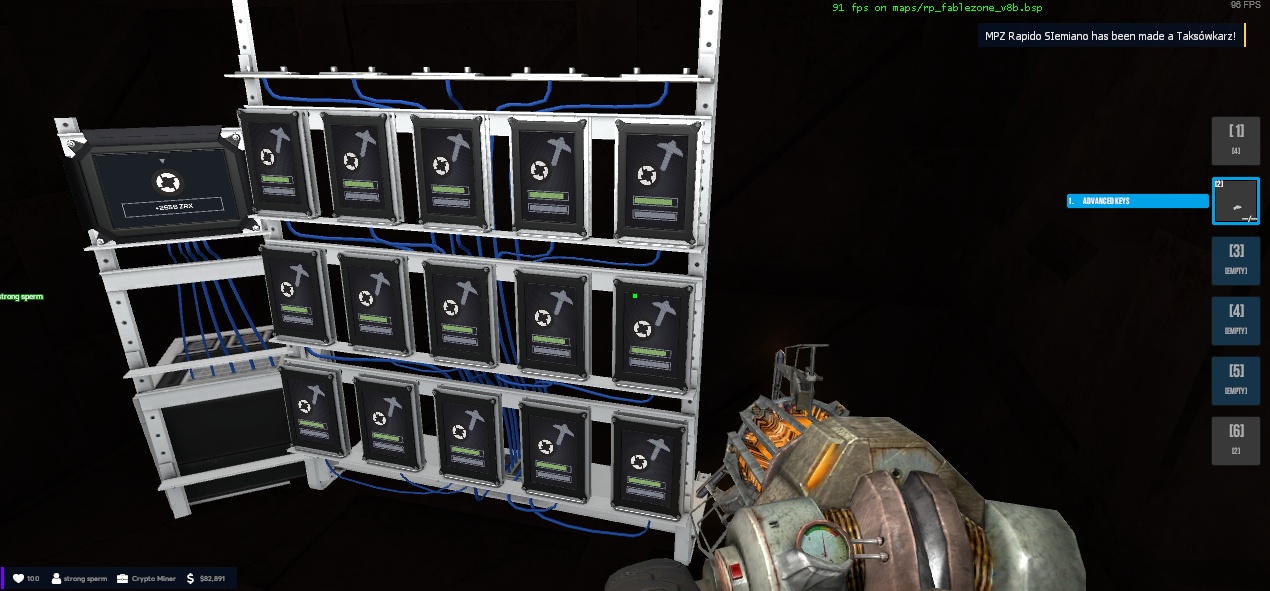 91 fps on maps/rp_fablezone_v8b.bsp
96 FPS
MPZ Rapido SIemiano has been made a Taksówkarz!
[1]
[4]
[2]
1. ADVANCED KEYS
[3]
[EMPTY]
[4]
[EMPTY]
[5]
[EMPTY]
[6]
[2]
strong sperm
100
strong sperm
Crypto Miner
$ $82,891